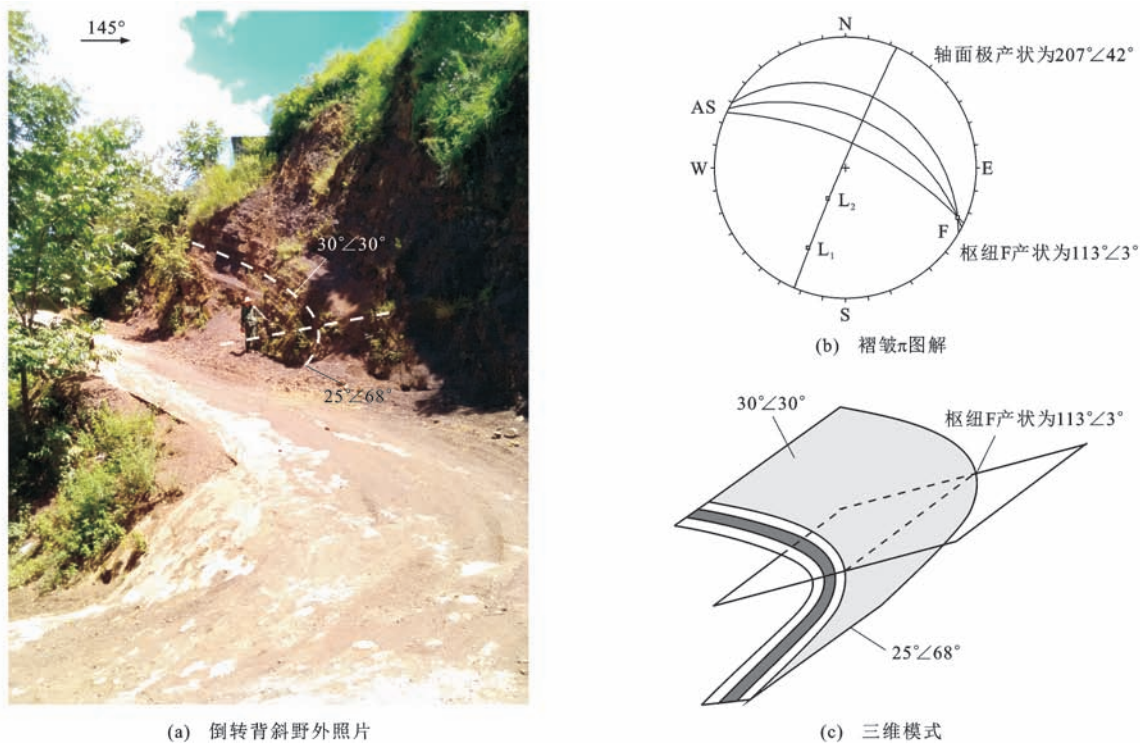 145°
30°∠30°
25°∠68°
(a) 倒转背斜野外照片
N
轴面极产状为207°∠42°
AS
W
E
L₂
F
L₁
枢纽F产状为113°∠3°
S
(b) 褶皱π图解
30°∠30°
枢纽F产状为113°∠3°
25°∠68°
(c) 三维模式